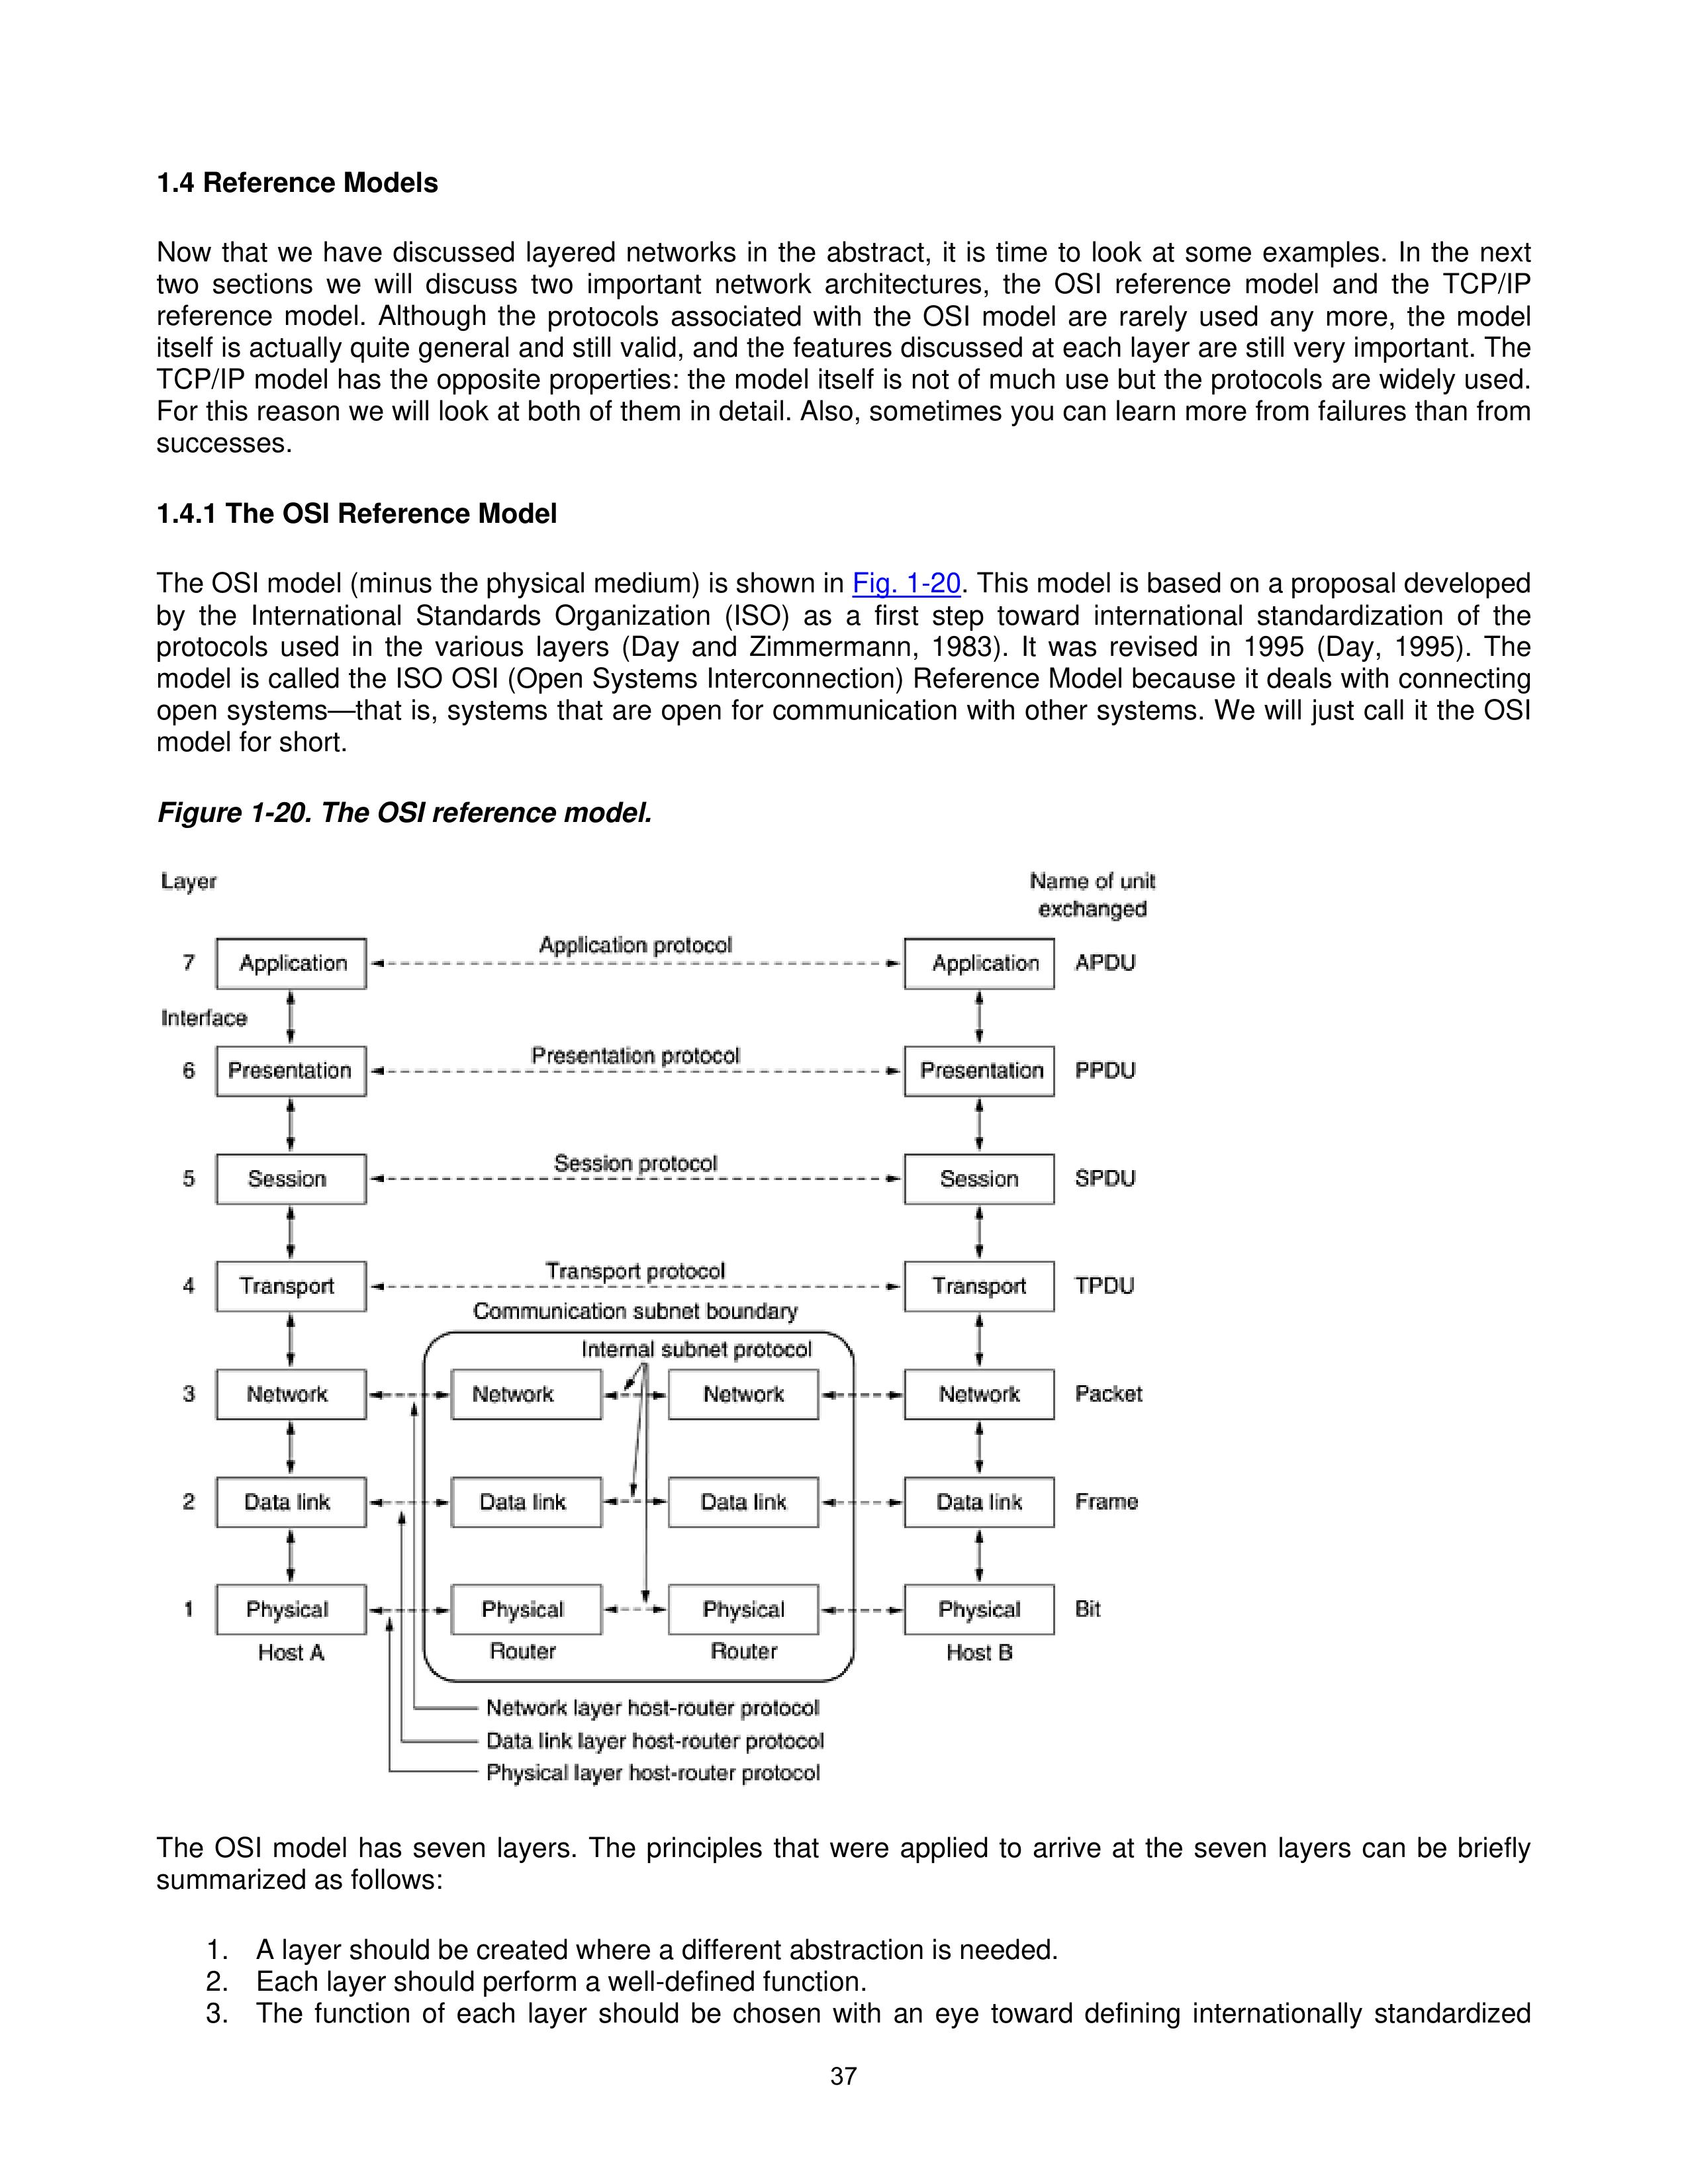 1.4 Reference Models
Now that we have discussed layered networks in the abstract, it is time to look at some examples. In the next
two sections we will discuss two important network architectures, the OSI reference model and the TCP/IP
reference model. Although the protocols associated with the OSI model are rarely used any more, the model
itself is actually quite general and still valid, and the features discussed at each layer are still very important. The
TCP/IP model has the opposite properties: the model itself is not of much use but the protocols are widely used.
For this reason we will look at both of them in detail. Also, sometimes you can learn more from failures than from
successes.
1.4.1 The OSI Reference Model
The OSI model (minus the physical medium) is shown in Fig. 1-20. This model is based on a proposal developed
by the International Standards Organization (ISO) as a first step toward international standardization of the
protocols used in the various layers (Day and Zimmermann, 1983). It was revised in 1995 (Day, 1995). The
model is called the ISO OSI (Open Systems Interconnection) Reference Model because it deals with connecting
open systems—that is, systems that are open for communication with other systems. We will just call it the OSI
model for short.
Figure 1-20. The OSI reference model.
Layer Name of unit
exchanged
Application protocol
7 Application Application APDU
Interface
Presentation protocol
6 Presentation Presentation PPDU
Session protocol
5 Session Session SPDU
Transport protocol
4 Transport Transport TPDU
Communication subnet boundary
Internal subnet protocol
3 Network Network Network Network Packet
2 Data link Data link Data link Data link Frame
1 Physical Physical Physical Physical Bit
Host A Router Router Host B
Network layer host-router protocol
Data link layer host-router protocol
Physical layer host-router protocol
The OSI model has seven layers. The principles that were applied to arrive at the seven layers can be briefly
summarized as follows:
1. A layer should be created where a different abstraction is needed.
2. Each layer should perform a well-defined function.
3. The function of each layer should be chosen with an eye toward defining internationally standardized
37